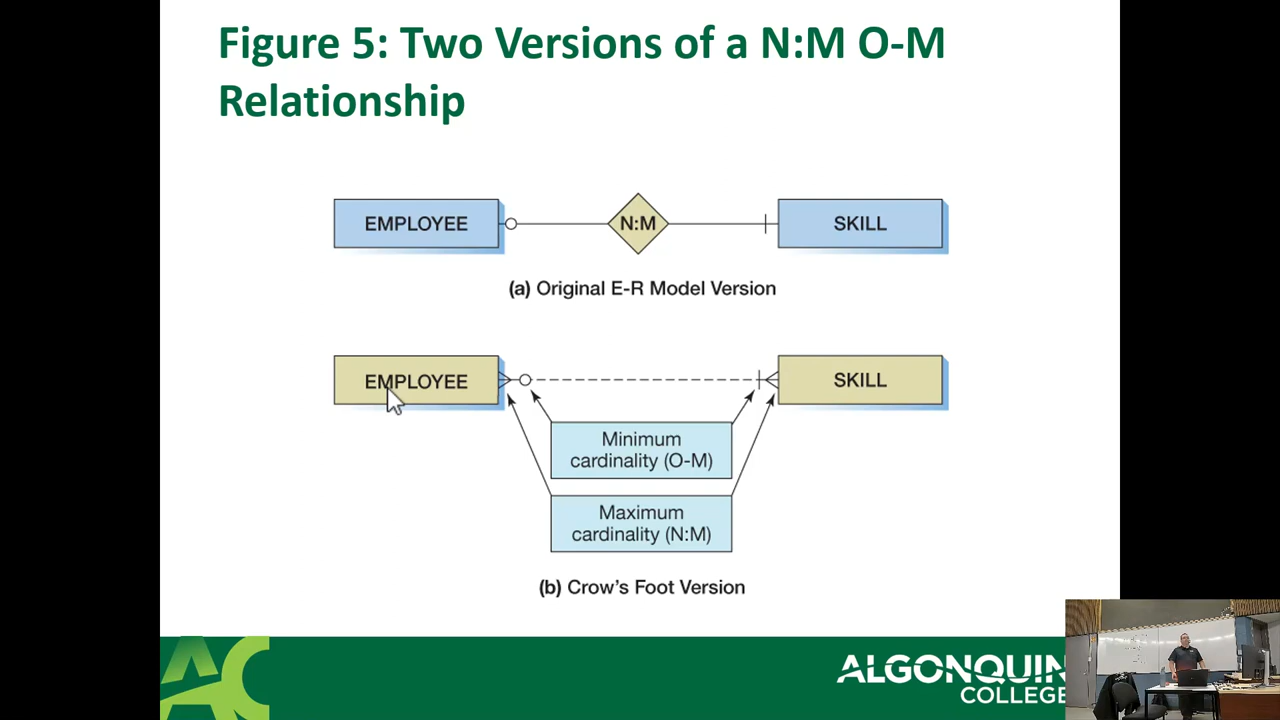 Figure 5: Two Versions of a N:M O-M
Relationship
EMPLOYEE
N:M
SKILL
(a) Original E-R Model Version
EMPLOYEE
SKILL
Minimum
cardinality (O-M)
Maximum
cardinality (N:M)
(b) Crow's Foot Version
AC
ALGONQUIN
COLLEGE